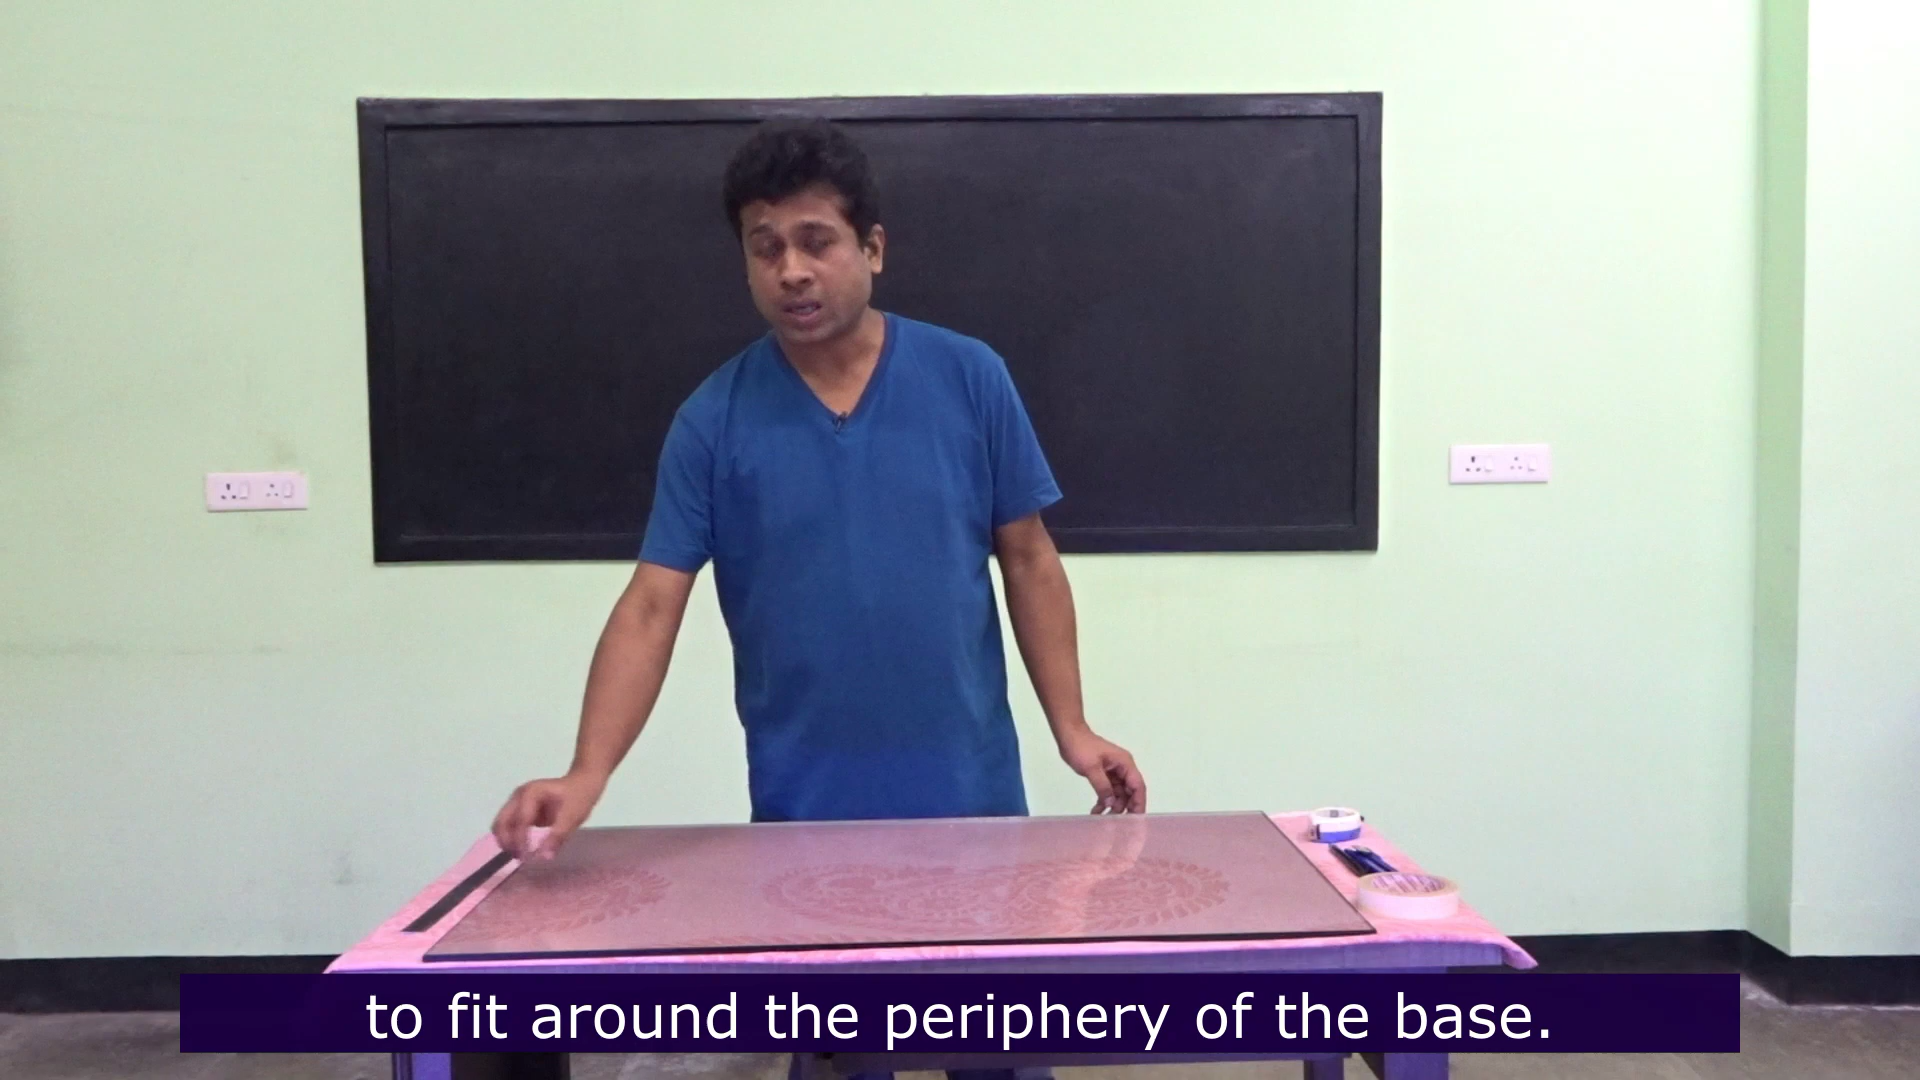 to fit around the periphery of the base.